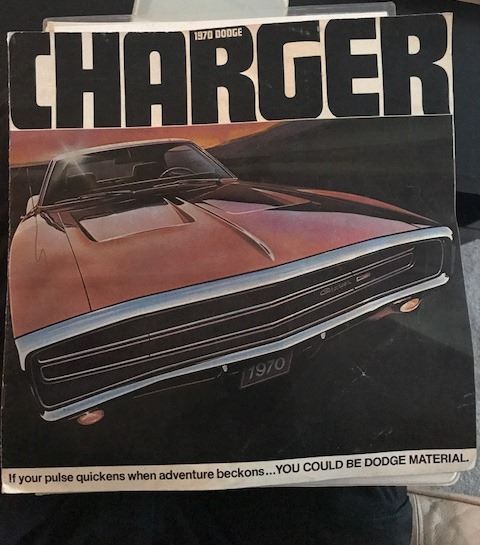 1970 DODGE
CHARGER
1970
If your pulse quickens when adventure beckons...YOU COULD BE DODGE MATERIAL.